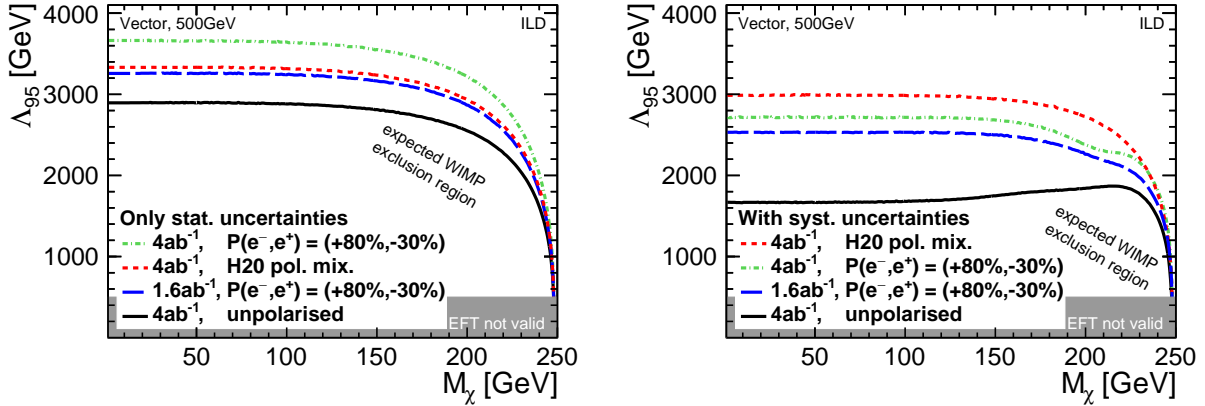 Vector, 500GeV ILD
Λ95 [GeV]
4000
3000
2000
1000
expected WIMP
exclusion region
Only stat. uncertainties
4ab⁻¹, P(e⁻,e⁺) = (+80%,-30%)
4ab⁻¹, H20 pol. mix.
1.6ab⁻¹, P(e⁻,e⁺) = (+80%,-30%)
4ab⁻¹, unpolarised
EFT not valid
50 100 150 200 250
Mχ [GeV]
Vector, 500GeV ILD
Λ95 [GeV]
4000
3000
2000
1000
expected WIMP
exclusion region
With syst. uncertainties
4ab⁻¹, H20 pol. mix.
4ab⁻¹, P(e⁻,e⁺) = (+80%,-30%)
1.6ab⁻¹, P(e⁻,e⁺) = (+80%,-30%)
4ab⁻¹, unpolarised
EFT not valid
50 100 150 200 250
Mχ [GeV]